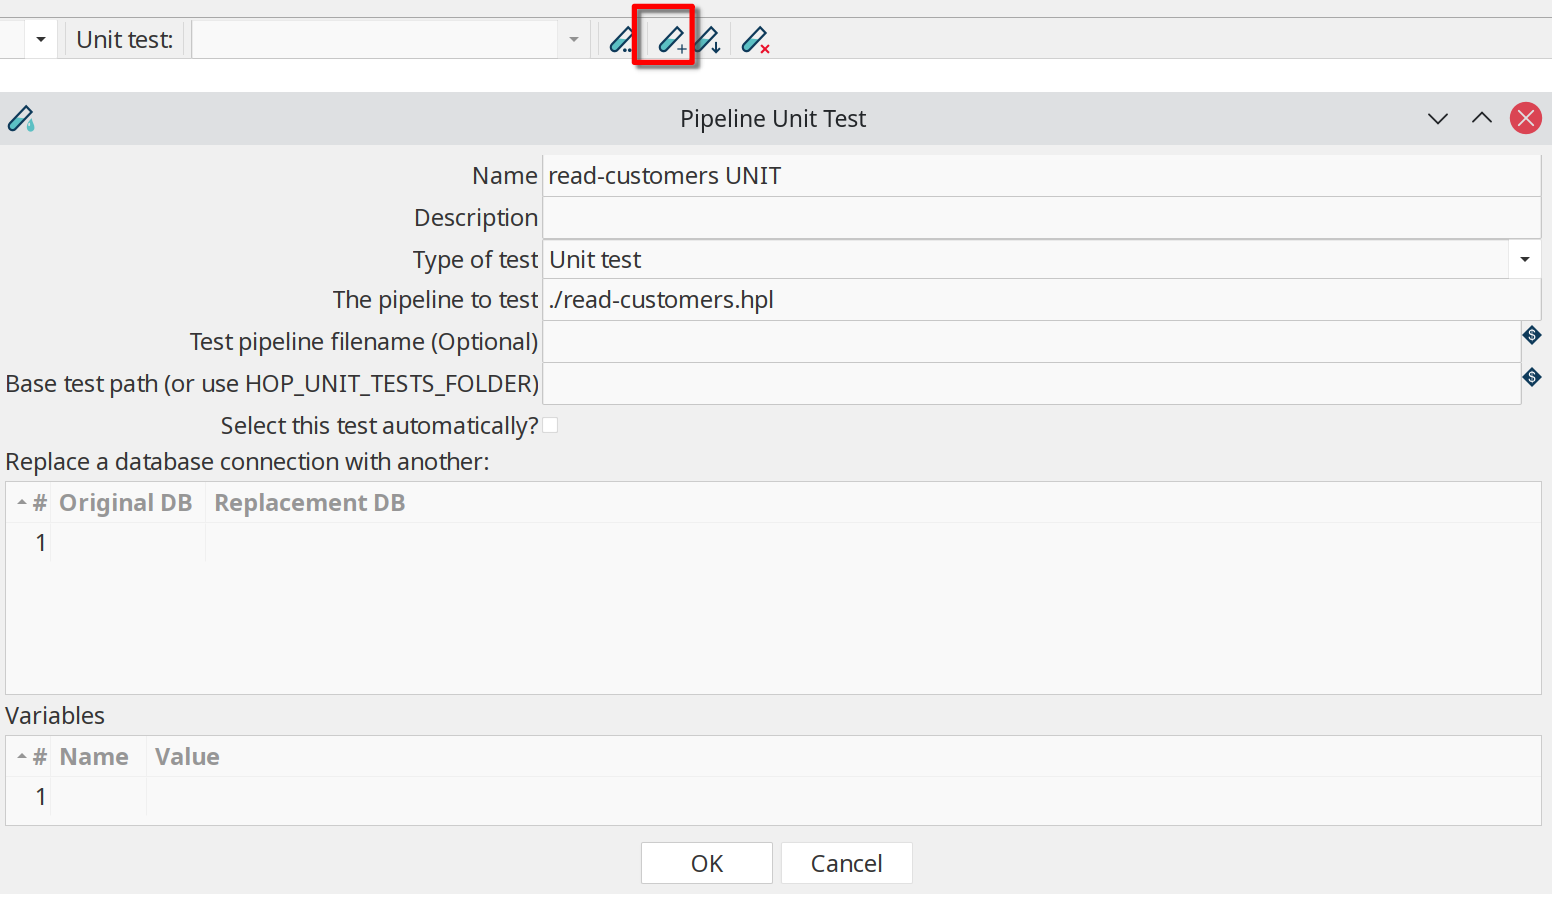 Unit test:
Pipeline Unit Test
Name read-customers UNIT
Description
Type of test Unit test
The pipeline to test ./read-customers.hpl
Test pipeline filename (Optional)
Base test path (or use HOP_UNIT_TESTS_FOLDER)
Select this test automatically?
Replace a database connection with another:
# Original DB Replacement DB
1
Variables
# Name Value
1
OK Cancel